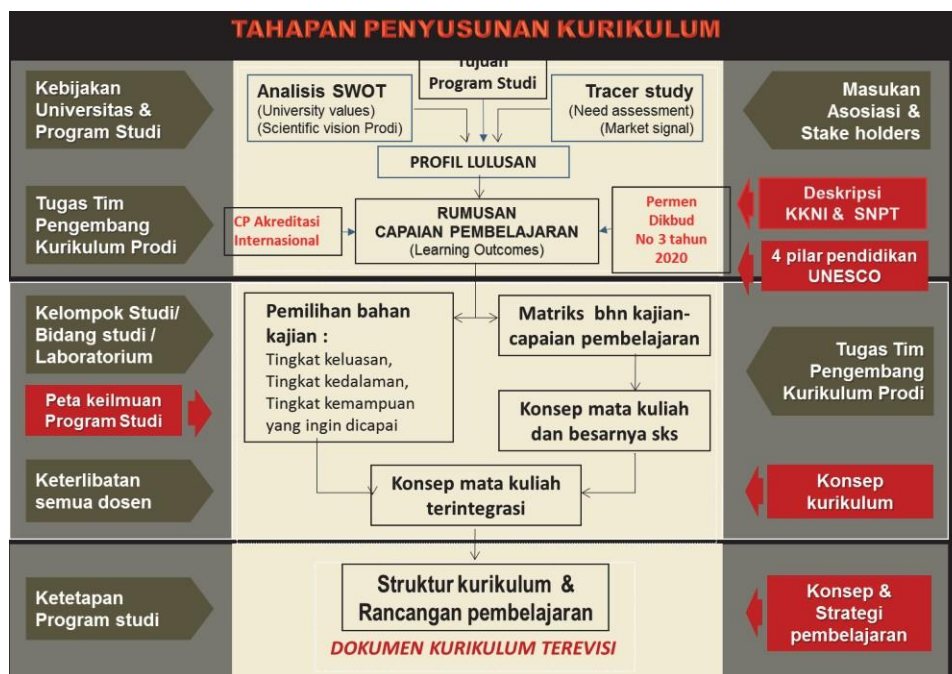 TAHAPAN PENYUSUNAN KURIKULUM
Kebijakan
Universitas &
Program Studi
Analisis SWOT
(University values)
(Scientific vision Prodi)
Tujuan
Program Studi
Tracer study
(Need assessment)
(Market signal)
Masukan
Asosiasi &
Stake holders
PROFIL LULUSAN
Tugas Tim
Pengembang
Kurikulum Prodi
CP Akreditasi
Internasional
RUMUSAN
CAPAIAN PEMBELAJARAN
(Learning Outcomes)
Permen
Dikbud
No 3 tahun
2020
Deskripsi
KKNI & SNPT
4 pilar pendidikan
UNESCO
Kelompok Studi/
Bidang studi /
Laboratorium
Peta keilmuan
Program Studi
Pemilihan bahan
kajian :
Tingkat keluasan,
Tingkat kedalaman,
Tingkat kemampuan
yang ingin dicapai
Matriks bhn kajian-
capaian pembelajaran
Tugas Tim
Pengembang
Kurikulum Prodi
Konsep mata kuliah
dan besarnya sks
Keterlibatan
semua dosen
Konsep mata kuliah
terintegrasi
Konsep
kurikulum
Ketetapan
Program studi
Struktur kurikulum &
Rancangan pembelajaran
DOKUMEN KURIKULUM TEREVISI
Konsep &
Strategi
pembelajaran